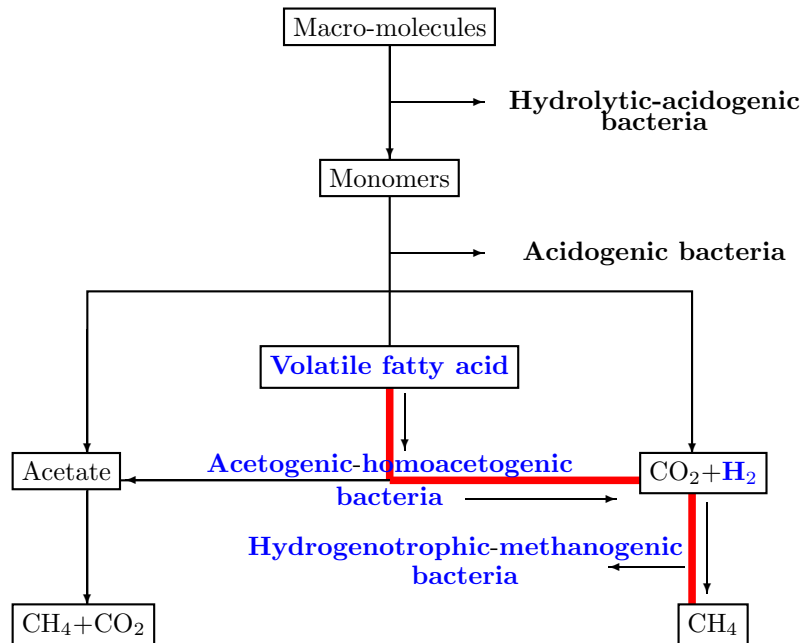 Macro-molecules
Hydrolytic-acidogenic
bacteria
Monomers
Acidogenic bacteria
Volatile fatty acid
Acetate
Acetogenic-homoacetogenic
bacteria
CO₂+H₂
Hydrogenotrophic-methanogenic
bacteria
CH₄+CO₂
CH₄